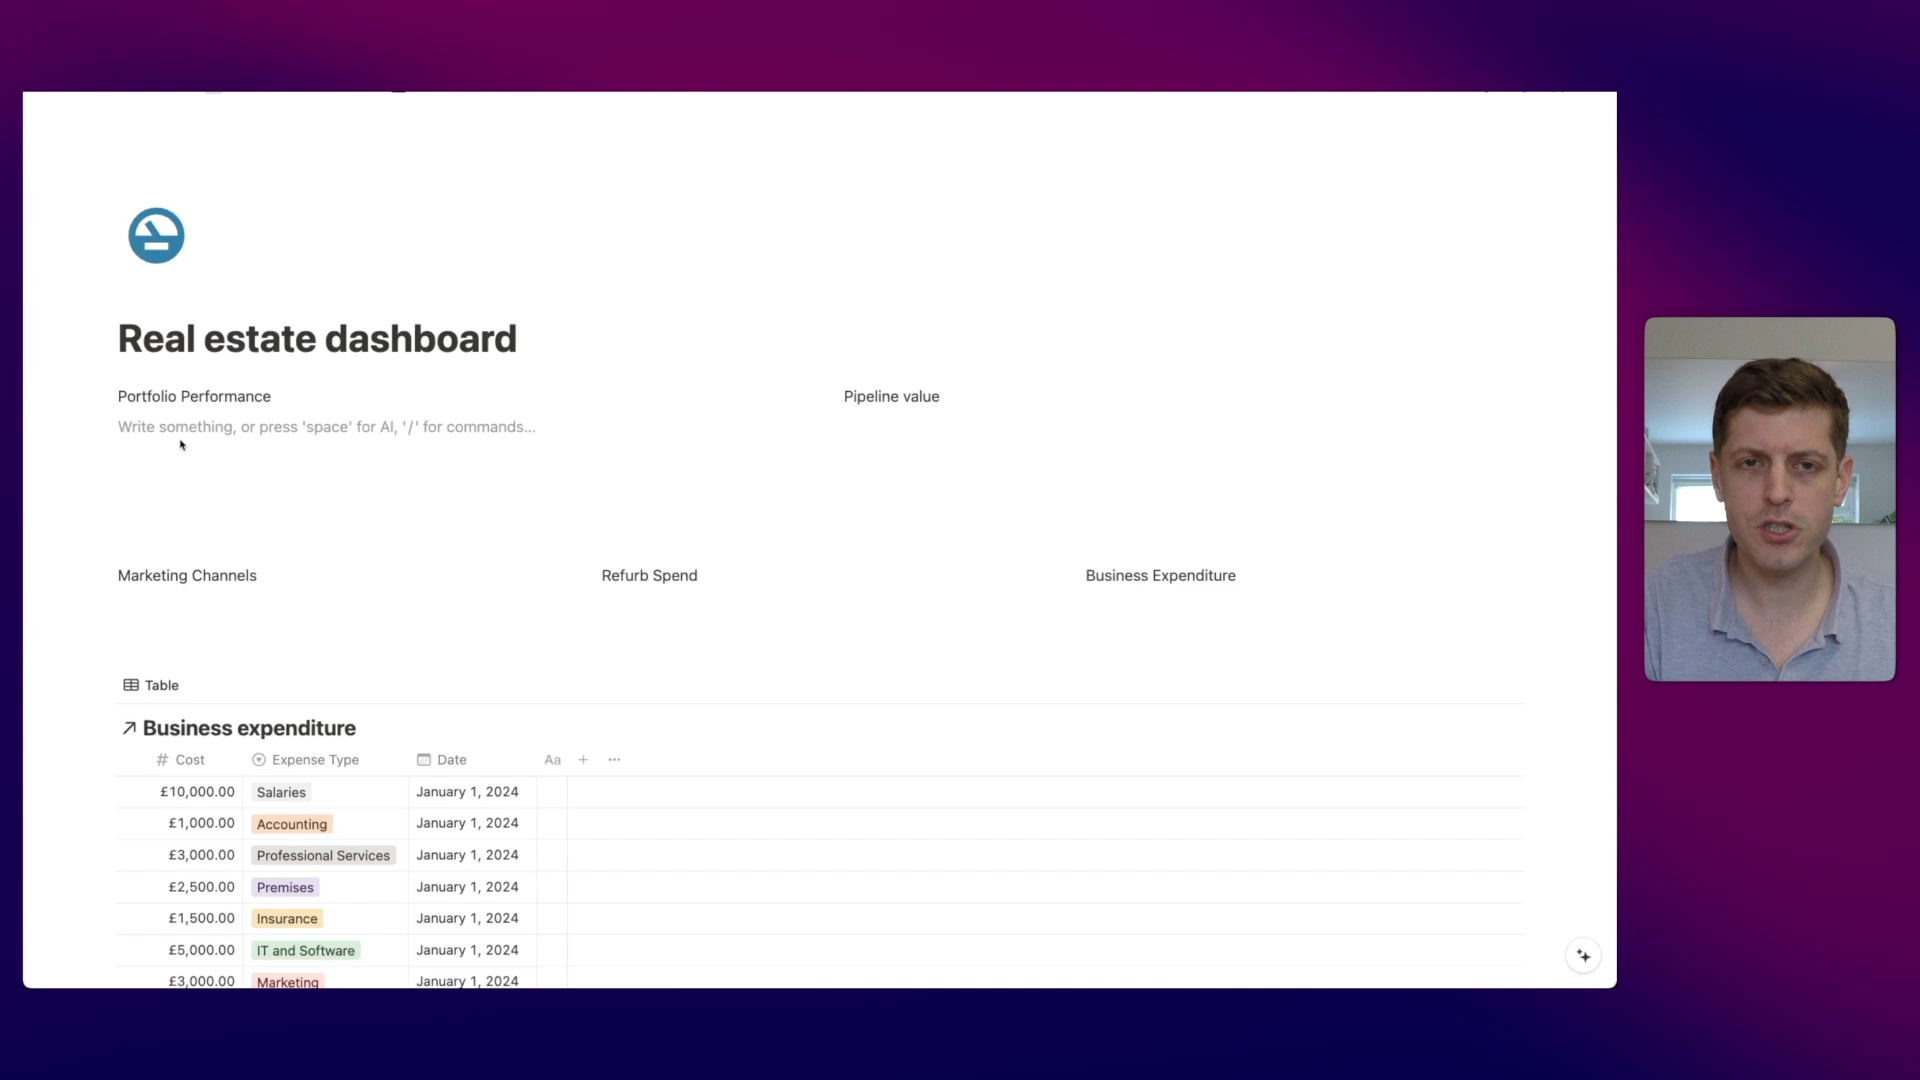 Real estate dashboard
Portfolio Performance
Pipeline value
Write something, or press 'space' for AI, '/' for commands...
Marketing Channels
Refurb Spend
Business Expenditure
Table
Business expenditure
# Cost Expense Type Date Aa + ...
£10,000.00 Salaries January 1, 2024
£1,000.00 Accounting January 1, 2024
£3,000.00 Professional Services January 1, 2024
£2,500.00 Premises January 1, 2024
£1,500.00 Insurance January 1, 2024
£5,000.00 IT and Software January 1, 2024
£3,000.00 Marketing January 1, 2024